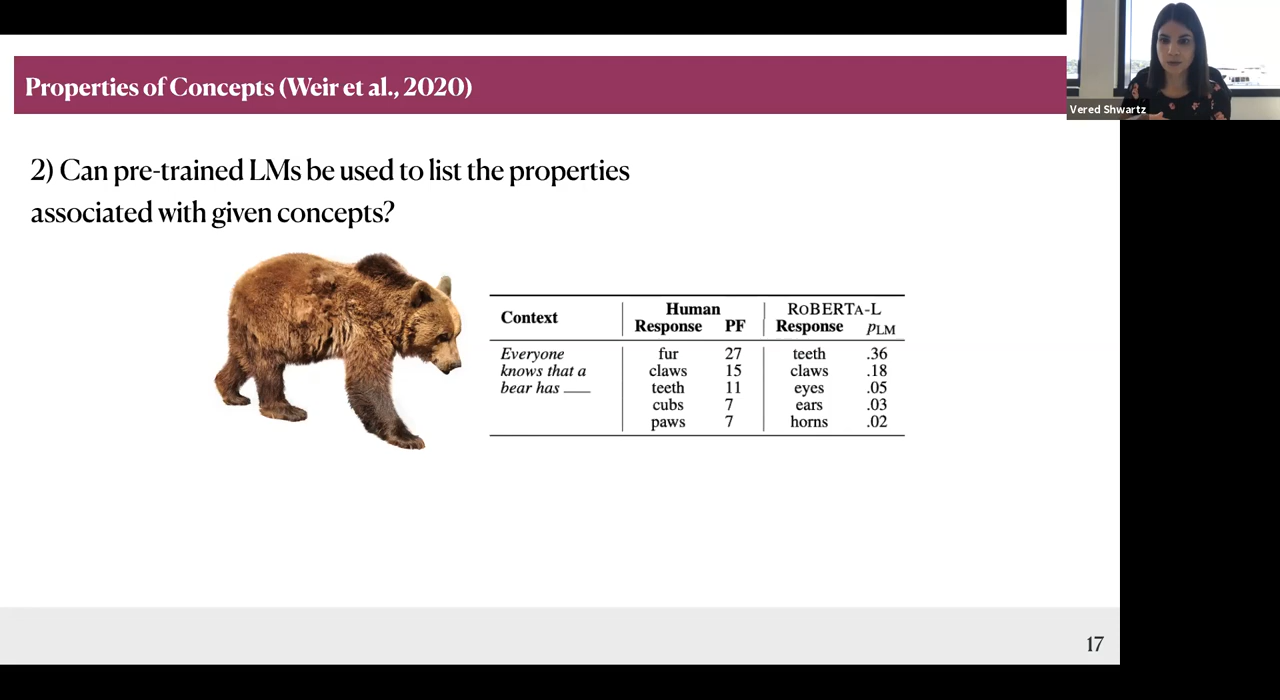 Properties of Concepts (Weir et al., 2020)
Vered Shwartz
2) Can pre-trained LMs be used to list the properties
associated with given concepts?
Context Human RoBERTa-L
Response PF Response pLM
Everyone fur 27 teeth .36
knows that a claws 15 claws .18
bear has ___ teeth 11 eyes .05
cubs 7 ears .03
paws 7 horns .02
17